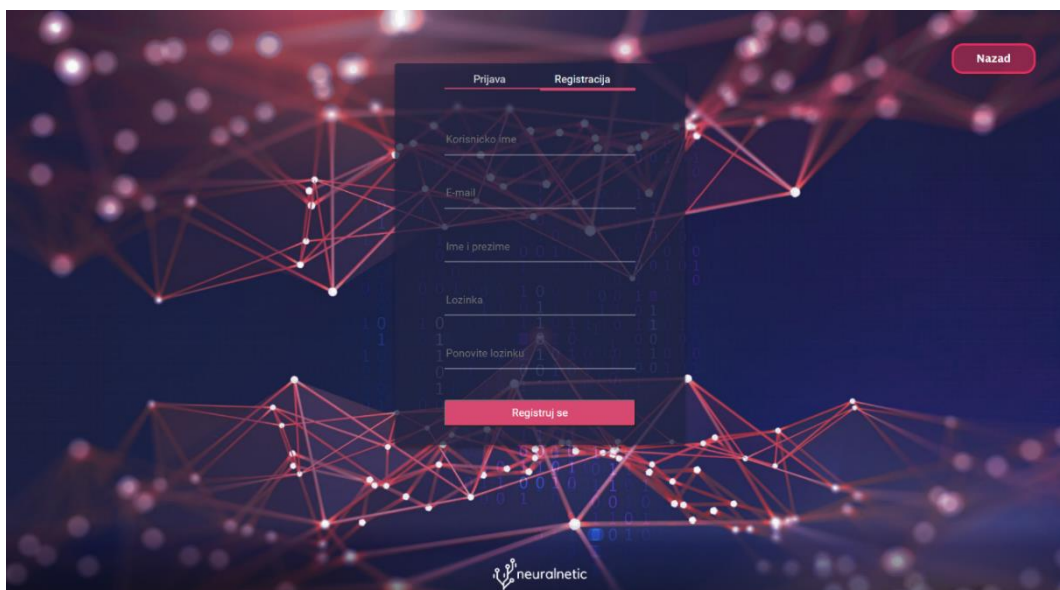 Nazad
Prijava Registracija
Korisnicko ime
E-mail
Ime i prezime
Lozinka
Ponovite lozinku
Registruj se
neuralnetic